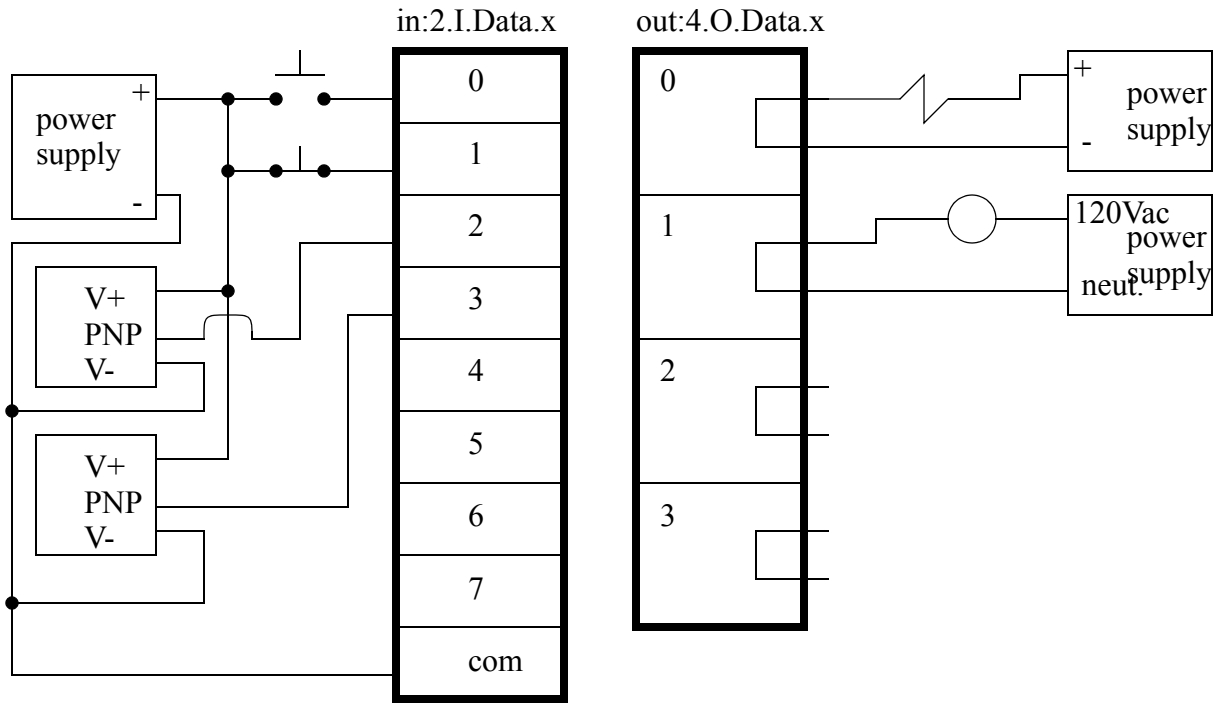 in:2.I.Data.x
out:4.O.Data.x
+
power
supply
-
V+
PNP
V-
V+
PNP
V-
0
1
2
3
4
5
6
7
com
0
1
2
3
+
power
supply
-
120Vac
power
supply
neut.